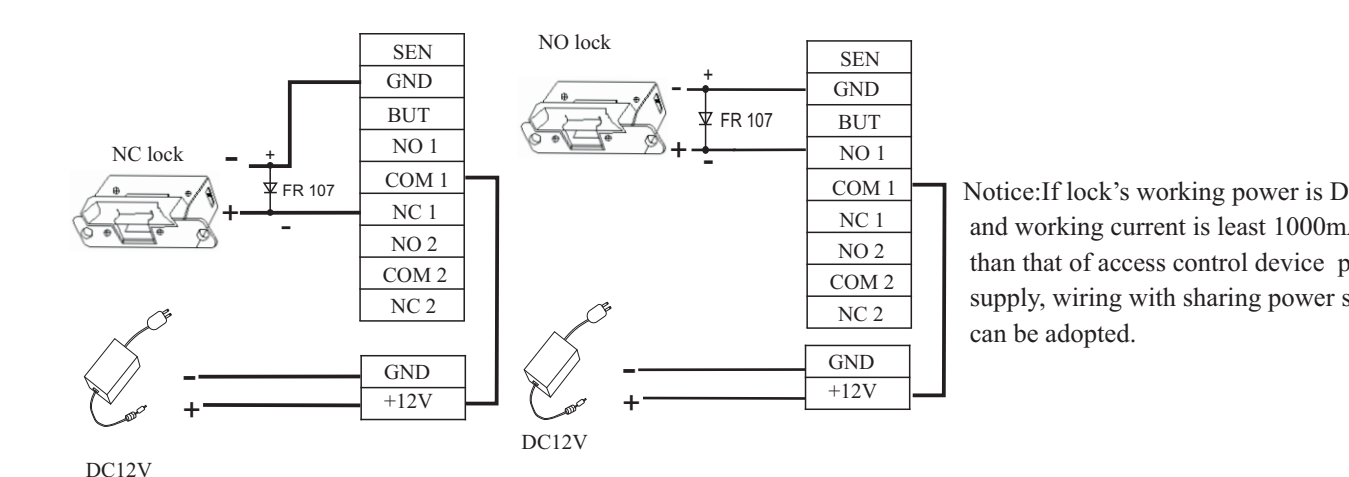 NC lock
- +
FR 107
+ -
SEN
GND
BUT
NO 1
COM 1
NC 1
NO 2
COM 2
NC 2
- GND
+ +12V
DC12V
NO lock
- +
FR 107
+ -
SEN
GND
BUT
NO 1
COM 1
NC 1
NO 2
COM 2
NC 2
- GND
+ +12V
DC12V
Notice:If lock’s working power is D
and working current is least 1000m
than that of access control device p
supply, wiring with sharing power s
can be adopted.